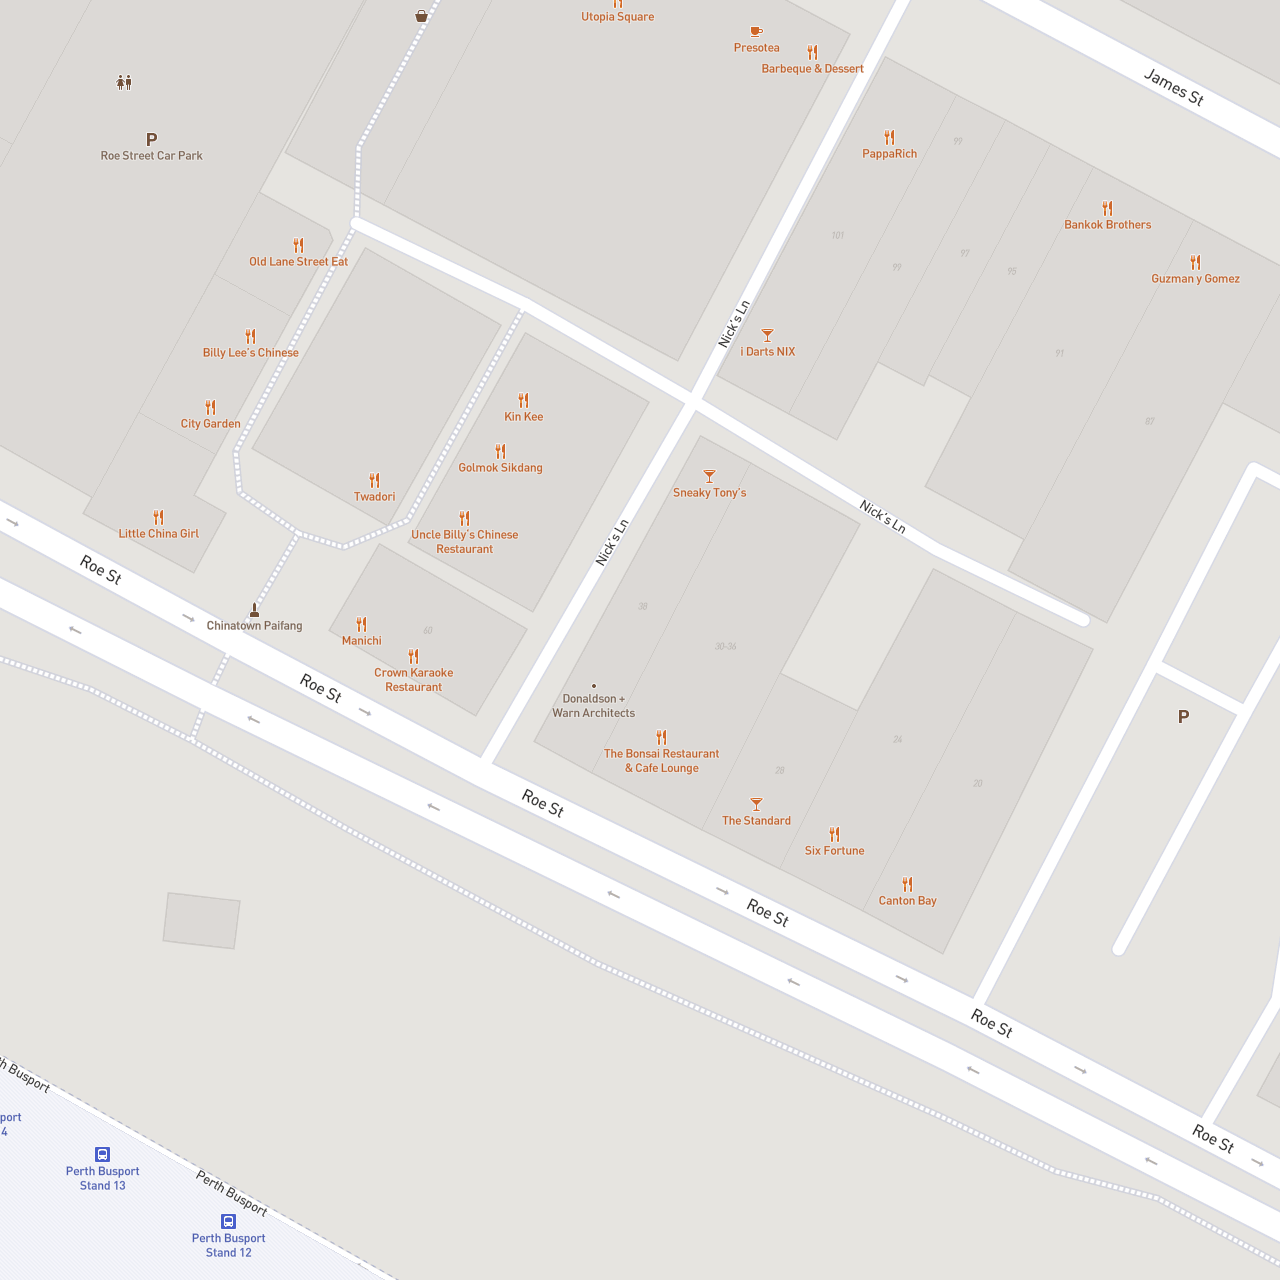 Utopia Square
Presotea
Barbeque & Dessert
James St
P
Roe Street Car Park
PappaRich
99
Bankok Brothers
101
97
Old Lane Street Eat
99
95
Guzman y Gomez
Nick's Ln
Billy Lee's Chinese
i Darts NIX
91
Kin Kee
City Garden
87
Golmok Sikdang
Twadori
Sneaky Tony's
Nick's Ln
Little China Girl
Uncle Billy's Chinese
Restaurant
Nick's Ln
Roe St
Chinatown Paifang
38
60
Manichi
30-36
Crown Karaoke
Restaurant
Roe St
Donaldson +
Warn Architects
P
24
The Bonsai Restaurant
& Cafe Lounge
28
20
Roe St
The Standard
Six Fortune
Canton Bay
Roe St
Roe St
Busport
port
4
Roe St
Perth Busport
Stand 13
Perth Busport
Perth Busport
Stand 12